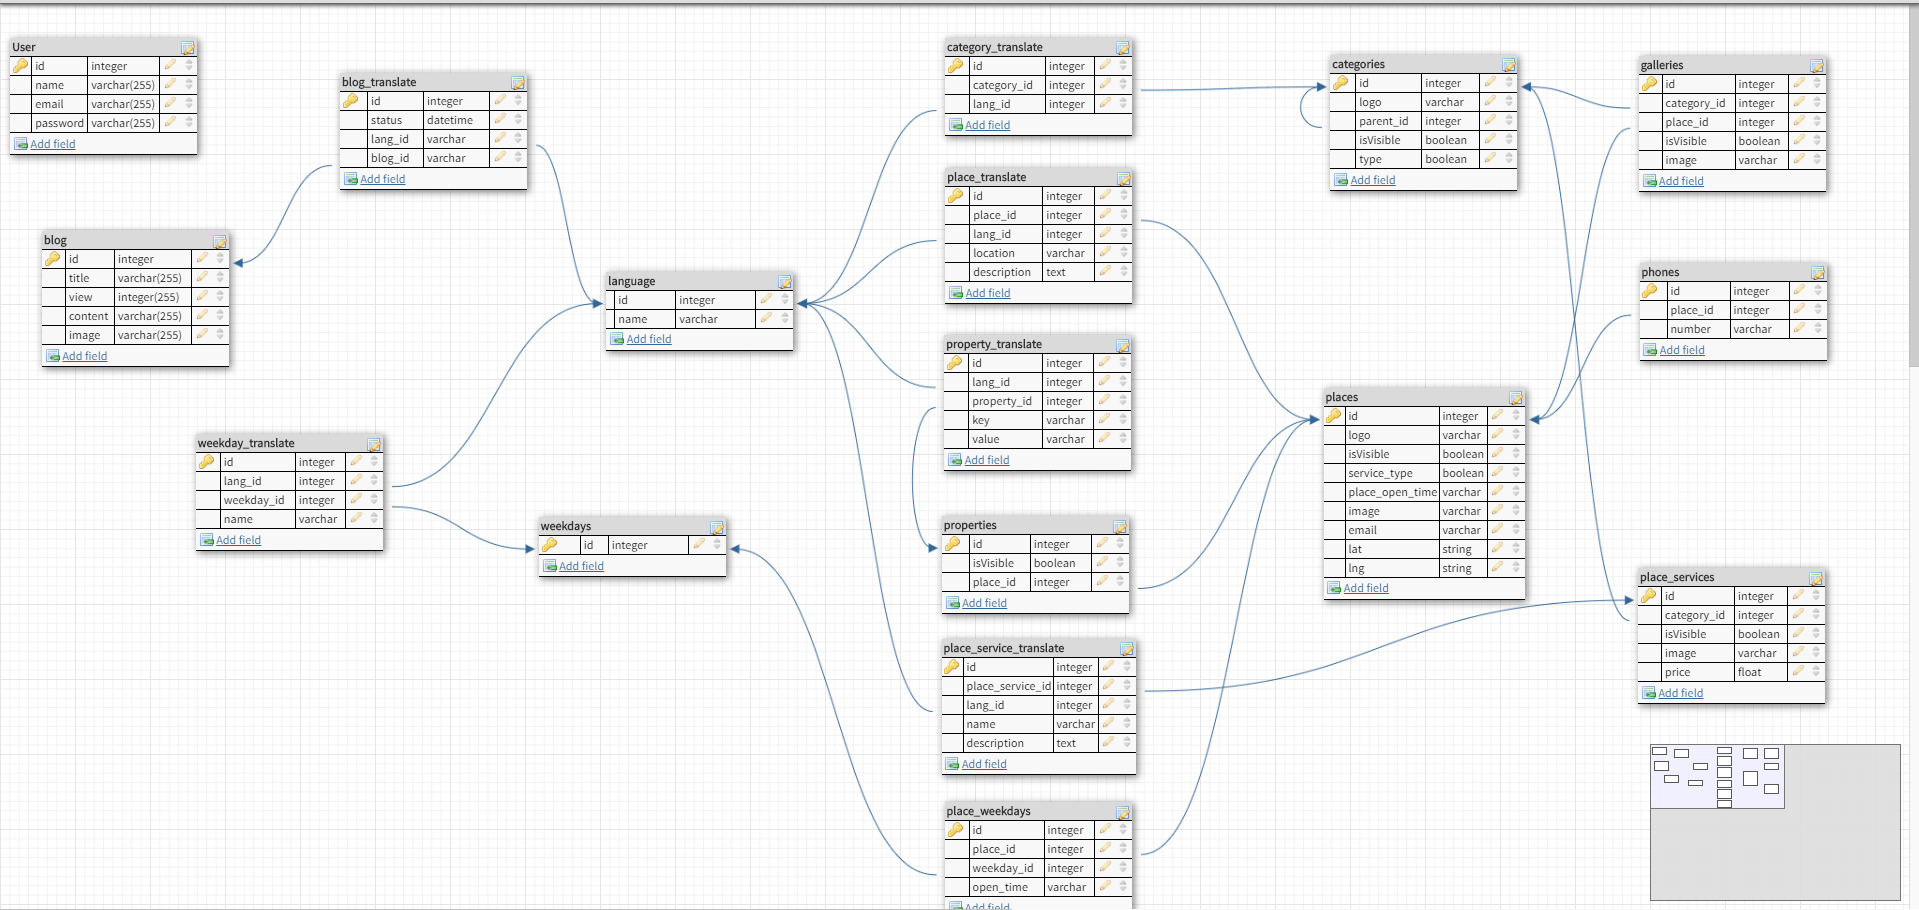 User
id integer
name varchar(255)
email varchar(255)
password varchar(255)
Add field
blog_translate
id integer
status datetime
lang_id varchar
blog_id varchar
Add field
blog
id integer
title varchar(255)
view integer(255)
content varchar(255)
image varchar(255)
Add field
language
id integer
name varchar
Add field
weekday_translate
id integer
lang_id integer
weekday_id integer
name varchar
Add field
weekdays
id integer
Add field
category_translate
id integer
category_id integer
lang_id integer
Add field
place_translate
id integer
place_id integer
lang_id integer
location varchar
description text
Add field
property_translate
id integer
lang_id integer
property_id integer
key varchar
value varchar
Add field
properties
id integer
isVisible boolean
place_id integer
Add field
place_service_translate
id integer
place_service_id integer
lang_id integer
name varchar
description text
Add field
place_weekdays
id integer
place_id integer
weekday_id integer
open_time varchar
Add field
categories
id integer
logo varchar
parent_id integer
isVisible boolean
type boolean
Add field
places
id integer
logo varchar
isVisible boolean
service_type boolean
place_open_time varchar
image varchar
email varchar
lat string
lng string
Add field
galleries
id integer
category_id integer
place_id integer
isVisible boolean
image varchar
Add field
phones
id integer
place_id integer
number varchar
Add field
place_services
id integer
category_id integer
isVisible boolean
image varchar
price float
Add field